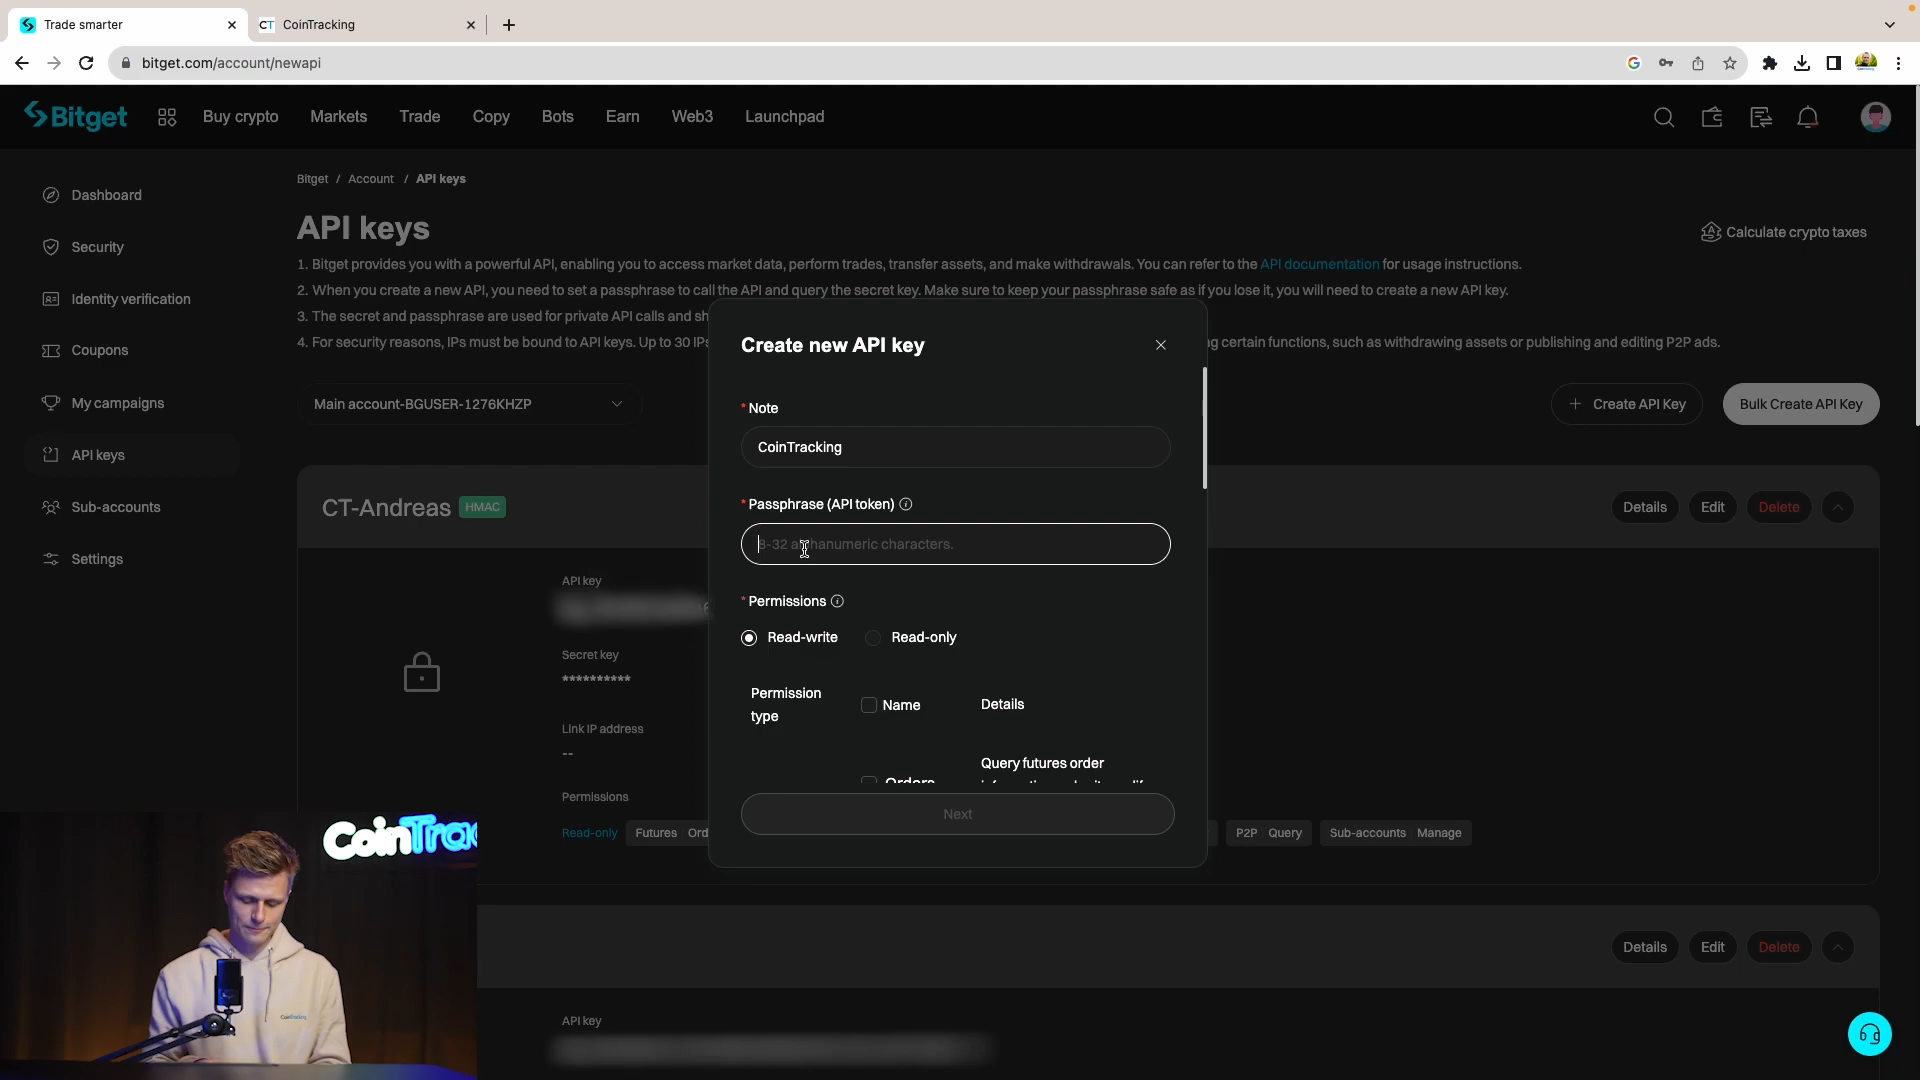 Trade smarter
CT CoinTracking
bitget.com/account/newapi
Bitget
Buy crypto
Markets
Trade
Copy
Bots
Earn
Web3
Launchpad
Dashboard
Security
Identity verification
Coupons
My campaigns
API keys
Sub-accounts
Settings
Bitget / Account / API keys
API keys
Calculate crypto taxes
1. Bitget provides you with a powerful API, enabling you to access market data, perform trades, transfer assets, and make withdrawals. You can refer to the API documentation for usage instructions.
2. When you create a new API, you need to set a passphrase to call the API and query the secret key. Make sure to keep your passphrase safe as if you lose it, you will need to create a new API key.
3. The secret and passphrase are used for private API calls and
4. For security reasons, IPs must be bound to API keys. Up to 30 IPs certain functions, such as withdrawing assets or publishing and editing P2P ads.
Main account-BGUSER-1276KHZP
+ Create API Key
Bulk Create API Key
CT-Andreas HMAC
Details
Edit
Delete
API key
Secret key
**********
Link IP address
--
Permissions
Read-only
Futures
P2P Query
Sub-accounts Manage
Create new API key
* Note
CoinTracking
* Passphrase (API token)
8-32 alphanumeric characters.
* Permissions
Read-write
Read-only
Permission
type
Name
Details
Query futures order
Orders
Next
Details
Edit
Delete
API key
CoinTrac
CoinTracking